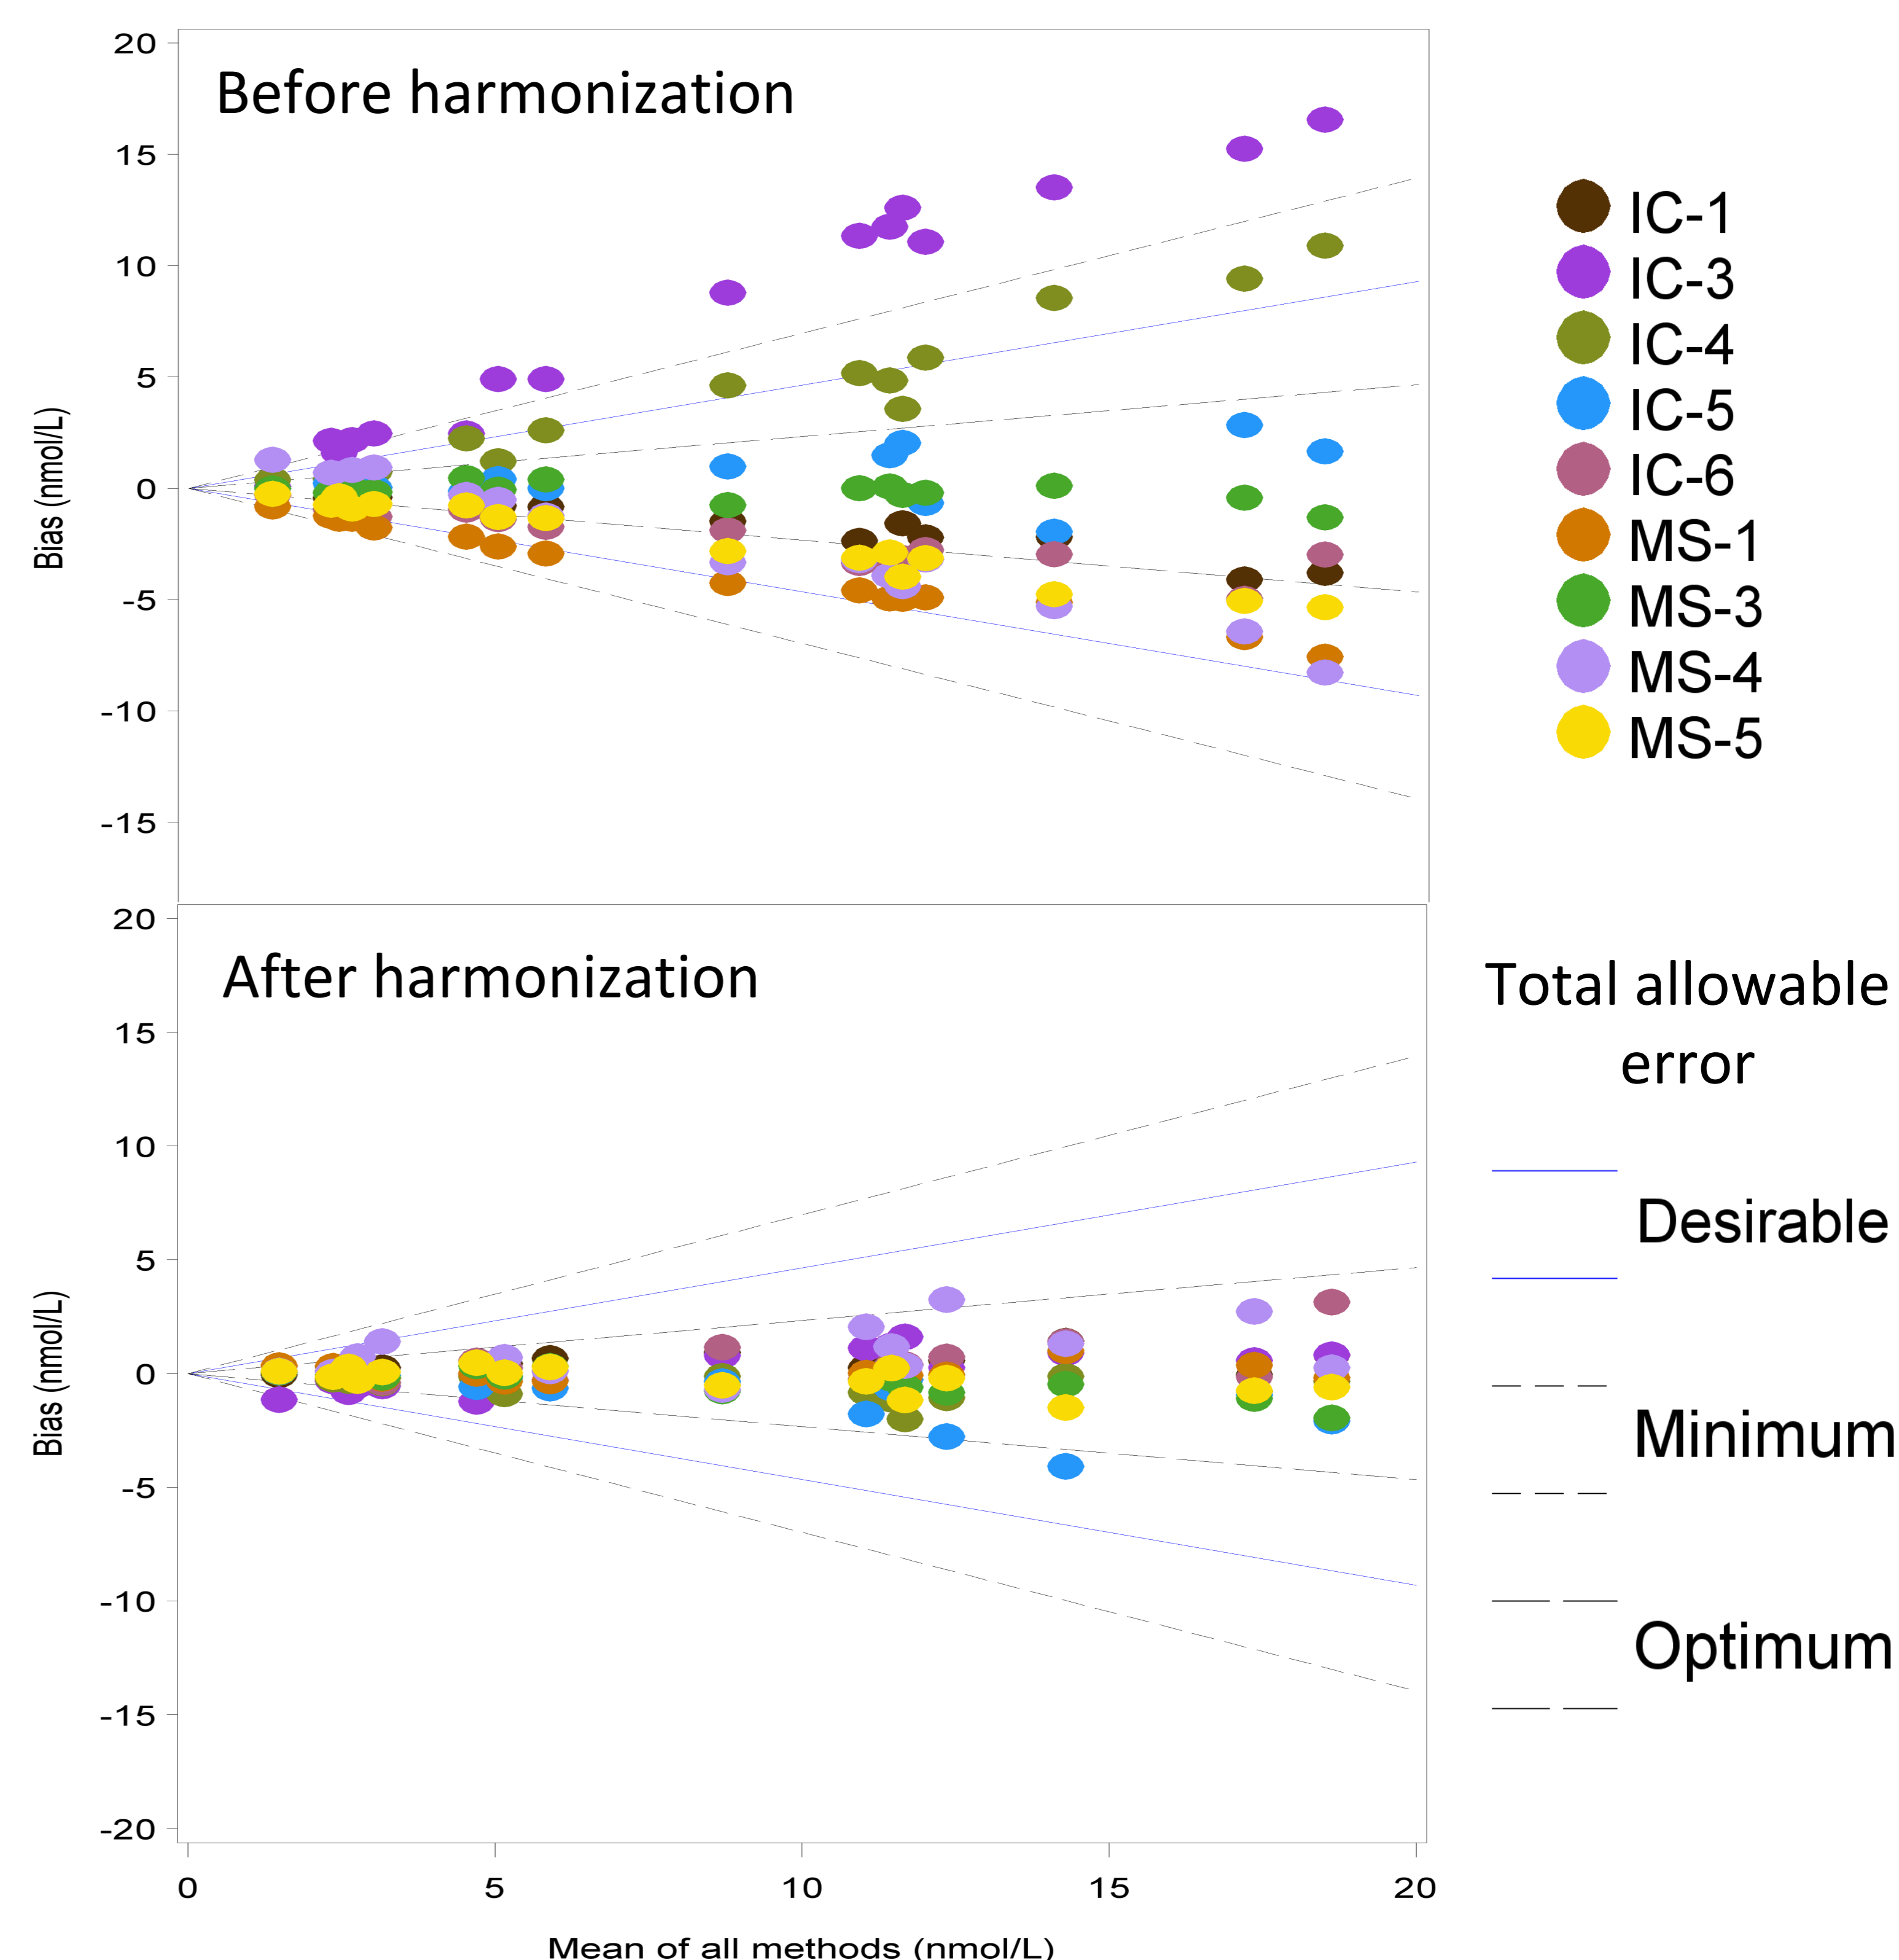 Before harmonization
20
15
10
5
0
-5
-10
-15
Bias (nmol/L)
IC-1
IC-3
IC-4
IC-5
IC-6
MS-1
MS-3
MS-4
MS-5
After harmonization
20
15
10
5
0
-5
-10
-15
-20
Bias (nmol/L)
0
5
10
15
20
Mean of all methods (nmol/L)
Total allowable
error
Desirable
Minimum
Optimum